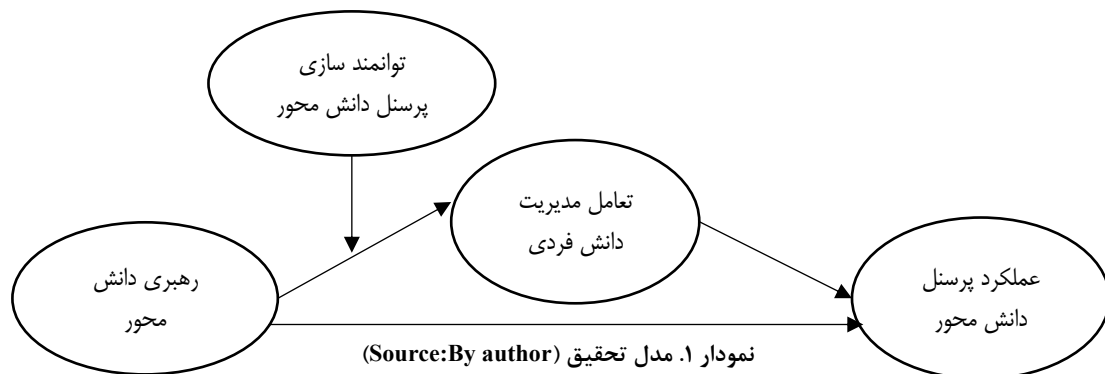 توانمند سازی
پرسنل دانش محور
تعامل مدیریت
دانش فردی
رهبری دانش
محور
عملکرد پرسنل
دانش محور
نمودار ۱. مدل تحقیق (Source:By author)